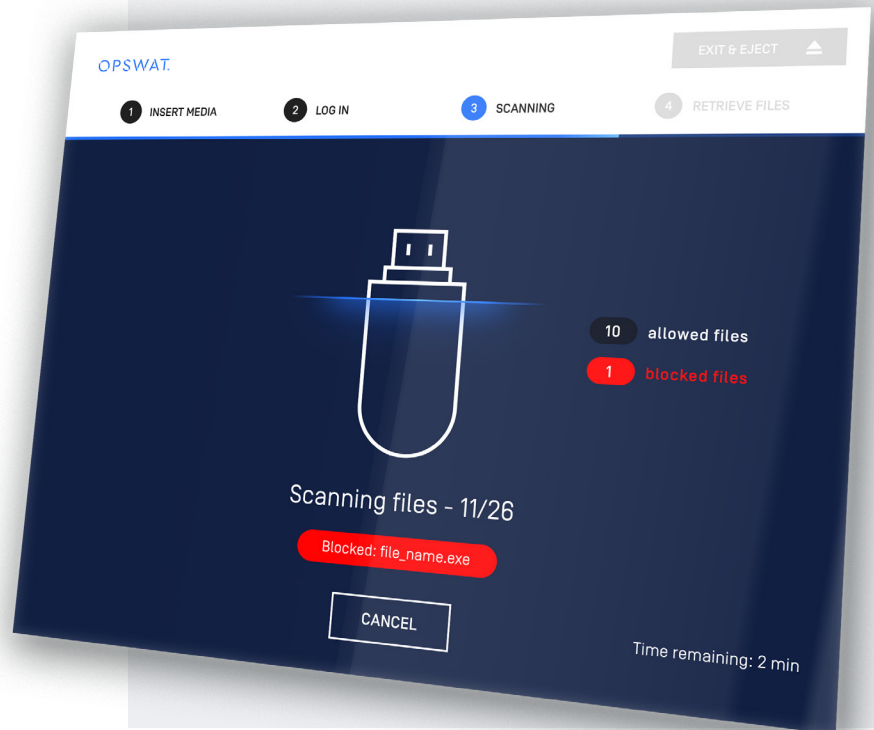 OPSWAT.
EXIT & EJECT
1 INSERT MEDIA
2 LOG IN
3 SCANNING
4 RETRIEVE FILES
10 allowed files
1 blocked files
Scanning files - 11/26
Blocked: file_name.exe
CANCEL
Time remaining: 2 min